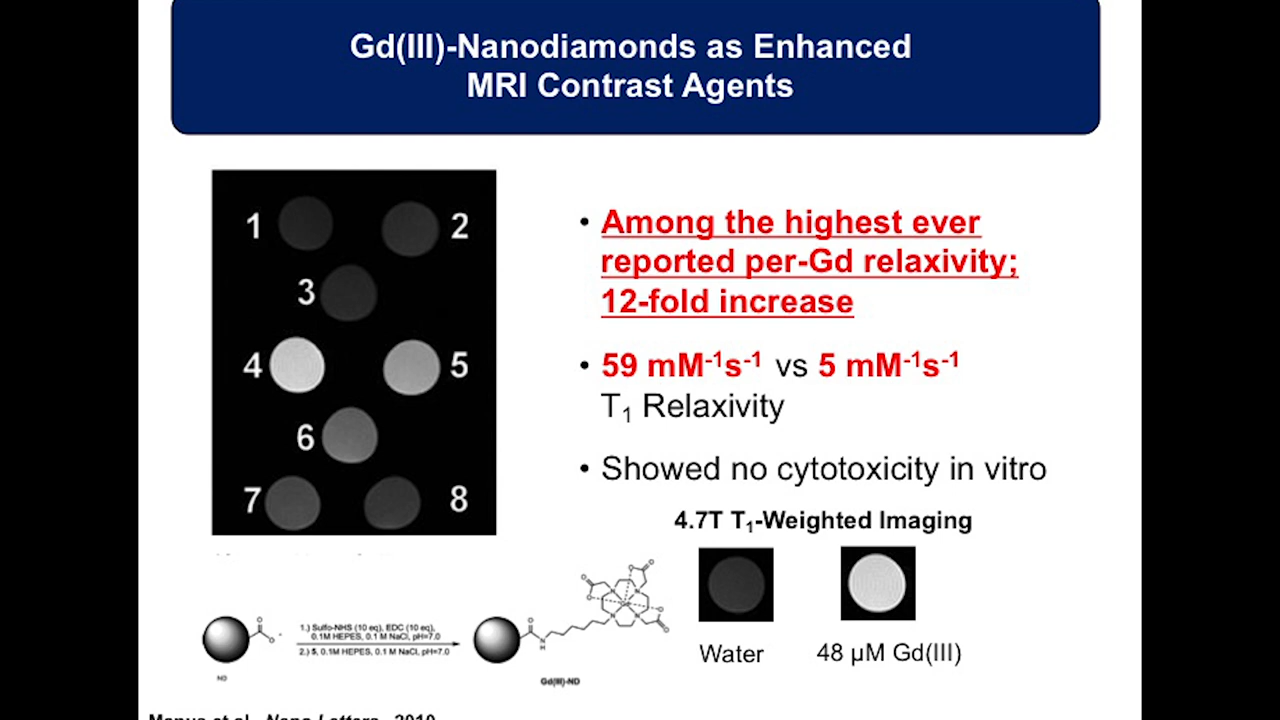 Gd(III)-Nanodiamonds as Enhanced
MRI Contrast Agents
1
2
3
4
5
6
7
8
• Among the highest ever
reported per-Gd relaxivity;
12-fold increase
• 59 mM⁻¹s⁻¹ vs 5 mM⁻¹s⁻¹
T₁ Relaxivity
• Showed no cytotoxicity in vitro
4.7T T₁-Weighted Imaging
Water
48 µM Gd(III)
1.) Sulfo-NHS (10 eq), EDC (10 eq),
0.1M HEPES, 0.1 M NaCl, pH=7.0
2.) 5, 0.1M HEPES, 0.1 M NaCl, pH=7.0
ND
Gd(III)-ND
Manus et al., Nano Letters, 2010